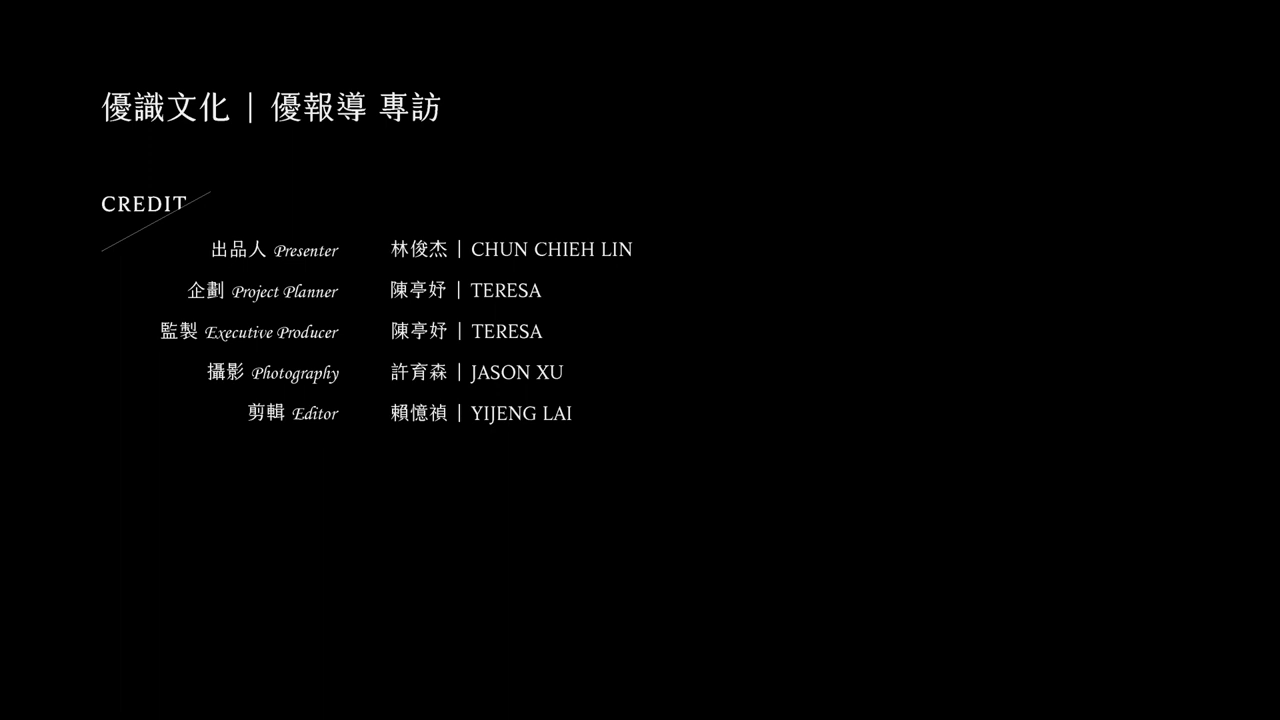 優識文化｜優報導 專訪
CREDIT
出品人 Presenter 林俊杰｜CHUN CHIEH LIN
企劃 Project Planner 陳亭妤｜TERESA
監製 Executive Producer 陳亭妤｜TERESA
攝影 Photography 許育森｜JASON XU
剪輯 Editor 賴憶禎｜YIJENG LAI